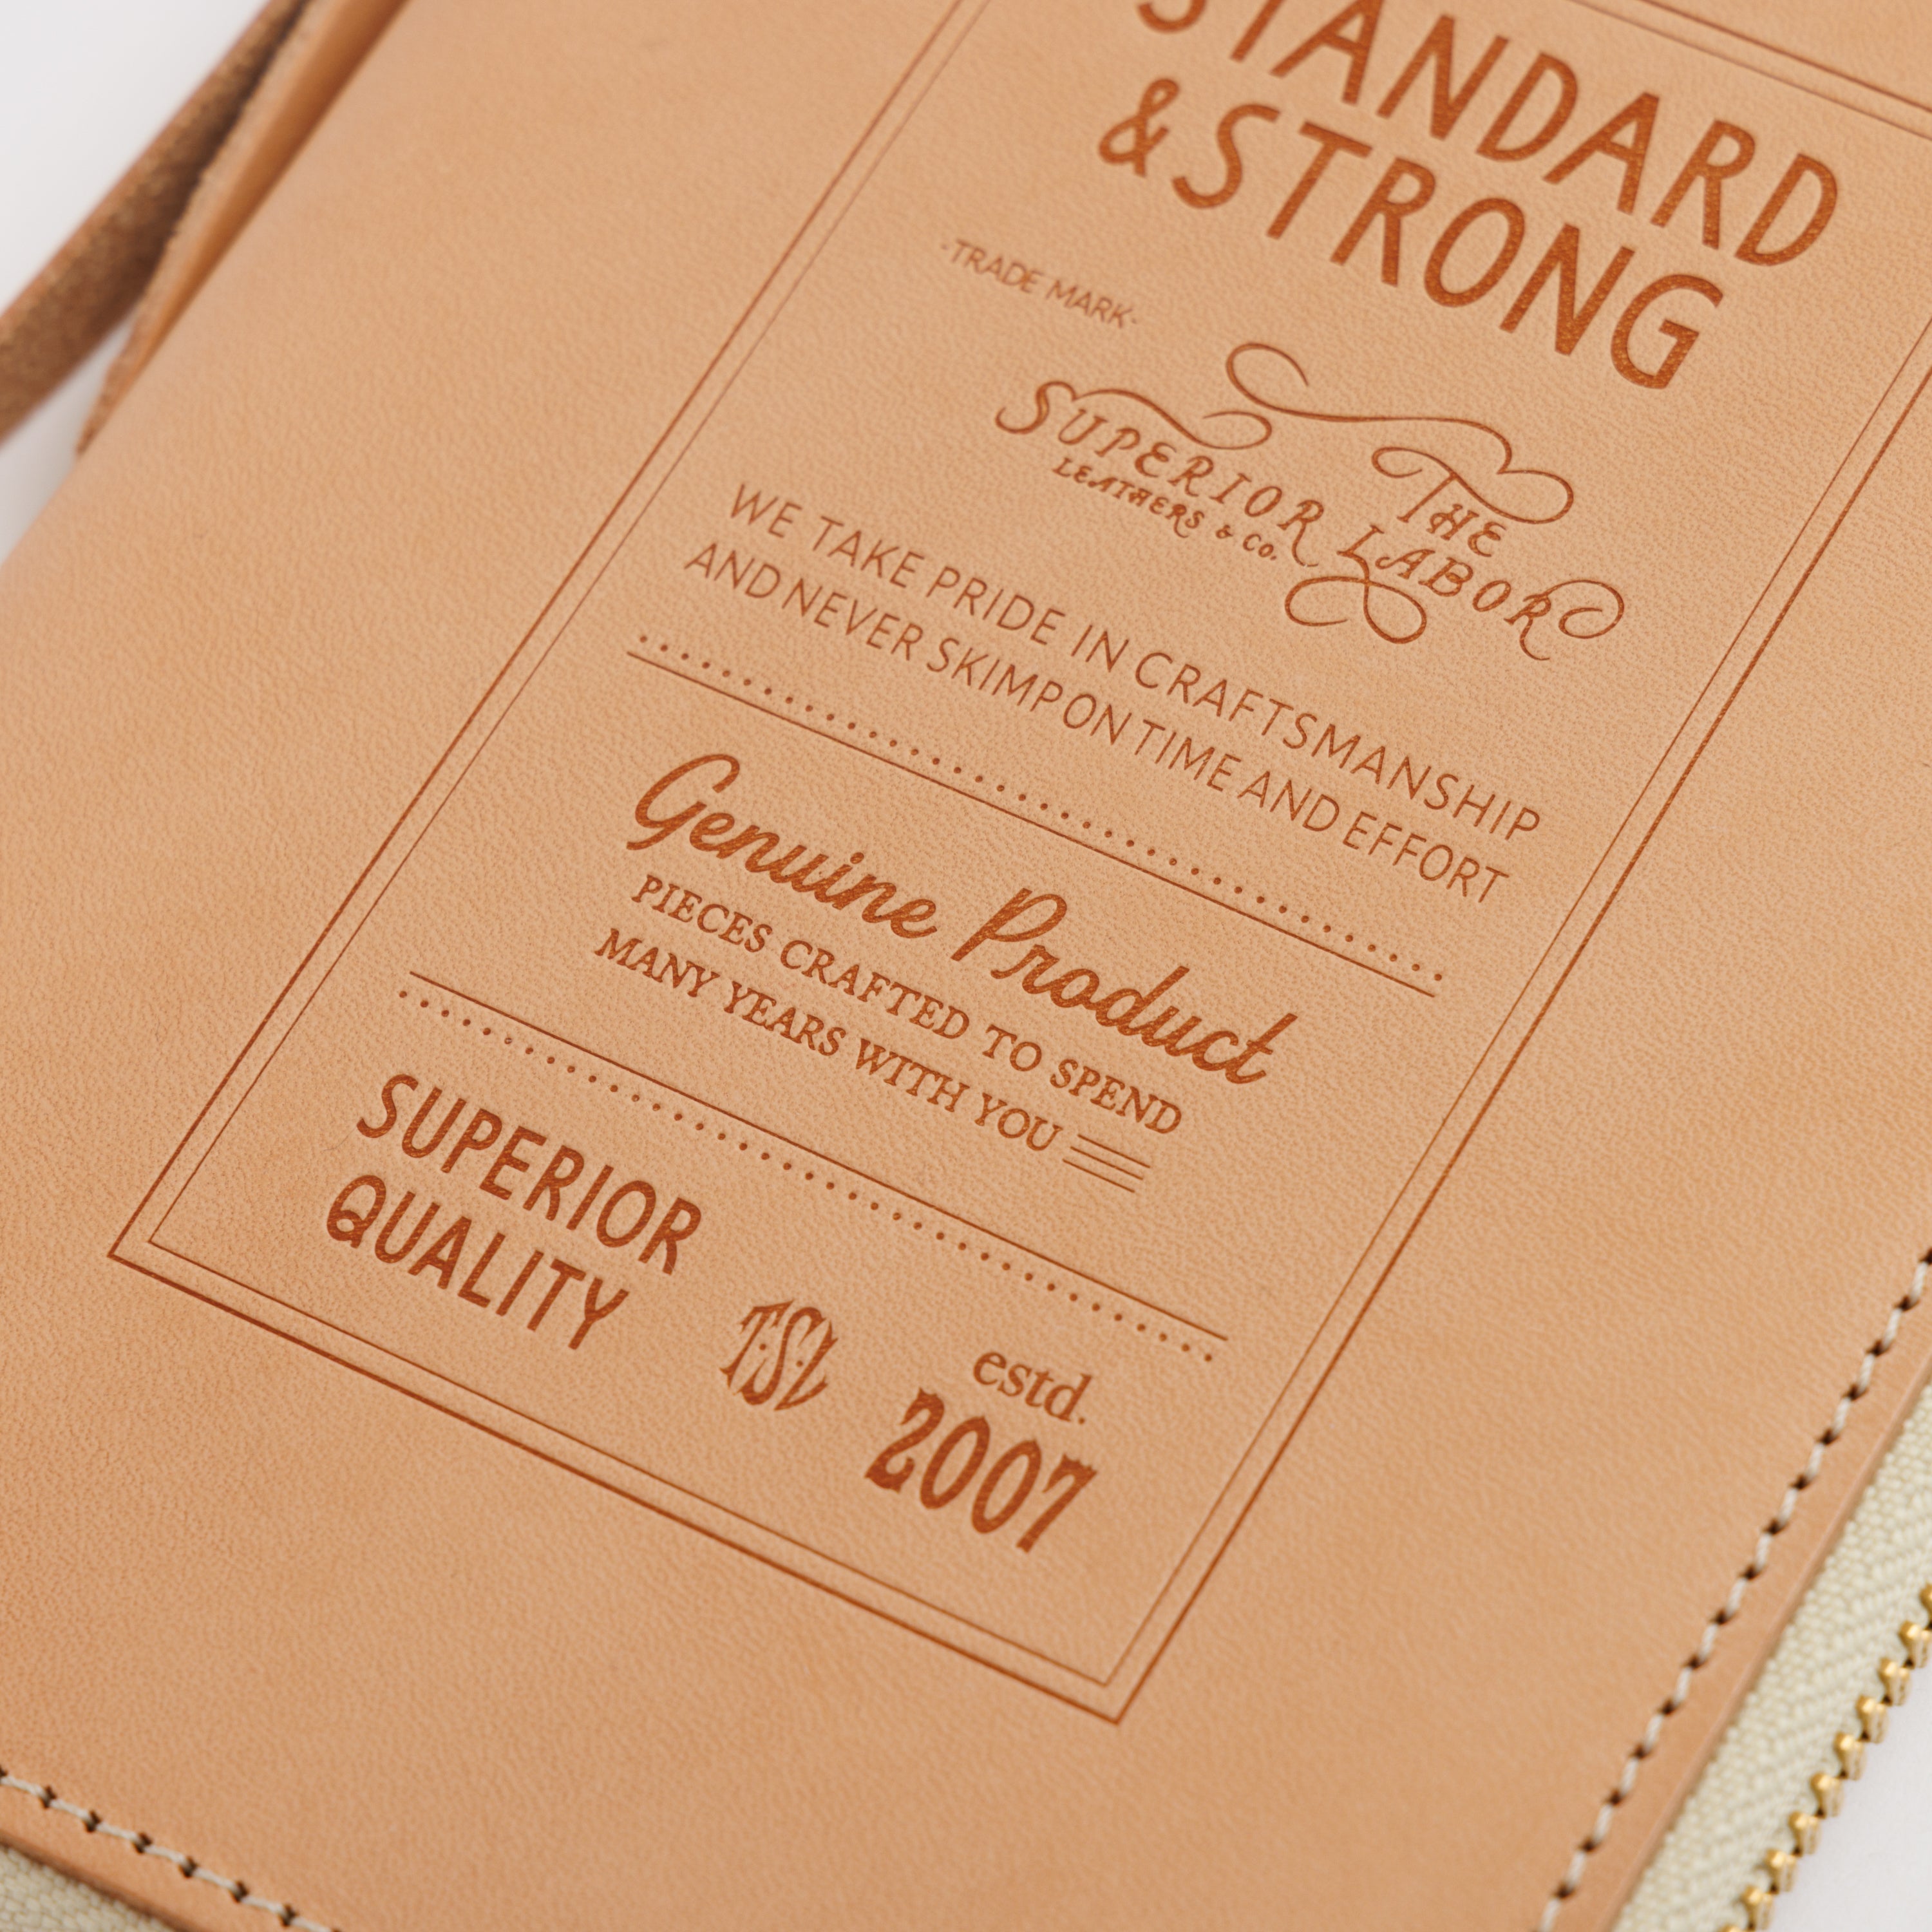 STANDARD
& STRONG
·TRADE MARK·
THE
SUPERIOR LABOR
LEATHERS & CO.
WE TAKE PRIDE IN CRAFTSMANSHIP
AND NEVER SKIMP ON TIME AND EFFORT
Genuine Product
PIECES CRAFTED TO SPEND
MANY YEARS WITH YOU
SUPERIOR
QUALITY
T.S.L
estd.
2007